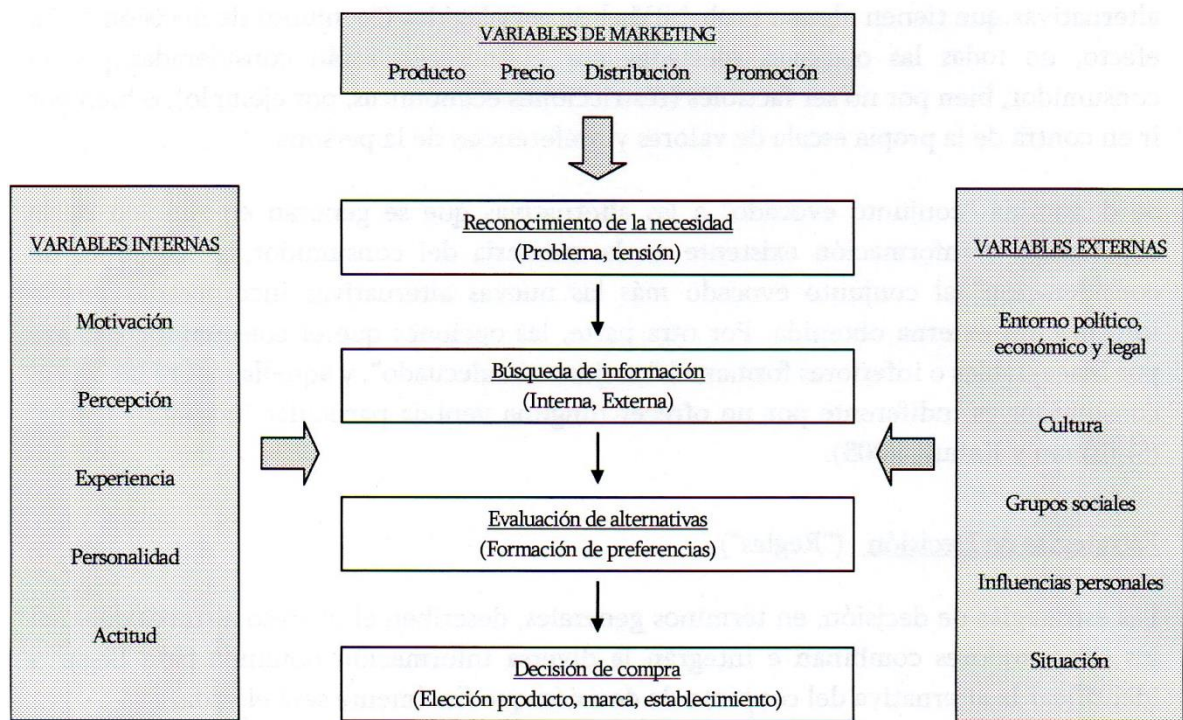 VARIABLES DE MARKETING
Producto Precio Distribución Promoción
VARIABLES INTERNAS
Motivación
Percepción
Experiencia
Personalidad
Actitud
Reconocimiento de la necesidad
(Problema, tensión)
Búsqueda de información
(Interna, Externa)
Evaluación de alternativas
(Formación de preferencias)
Decisión de compra
(Elección producto, marca, establecimiento)
VARIABLES EXTERNAS
Entorno político,
económico y legal
Cultura
Grupos sociales
Influencias personales
Situación